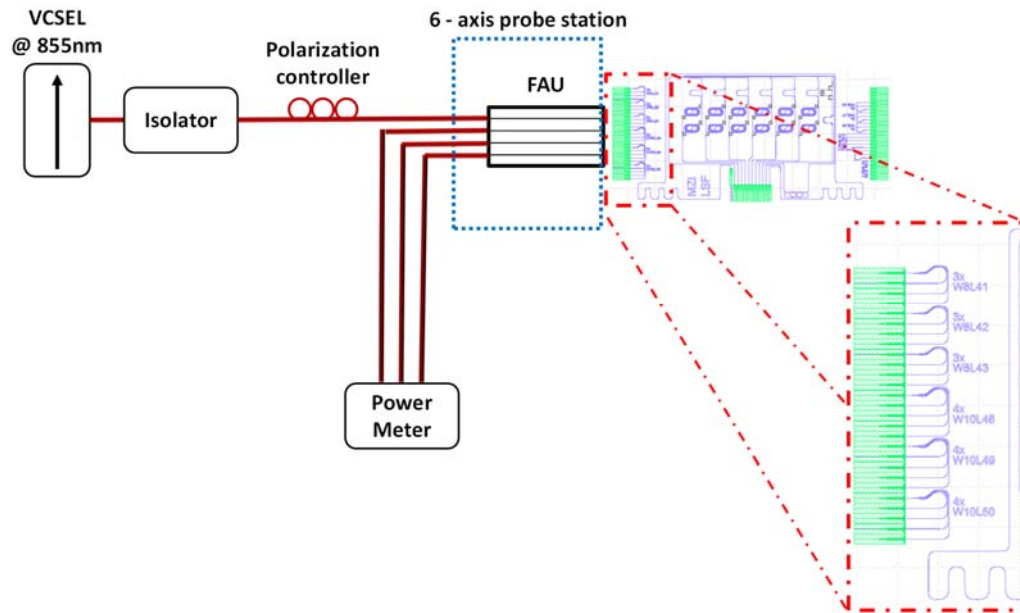 VCSEL
@ 855nm
Isolator
Polarization
controller
6 - axis probe station
FAU
Power
Meter
MZI
LSF
3x
W8L41
3x
W8L42
3x
W8L43
4x
W10L48
4x
W10L49
4x
W10L50